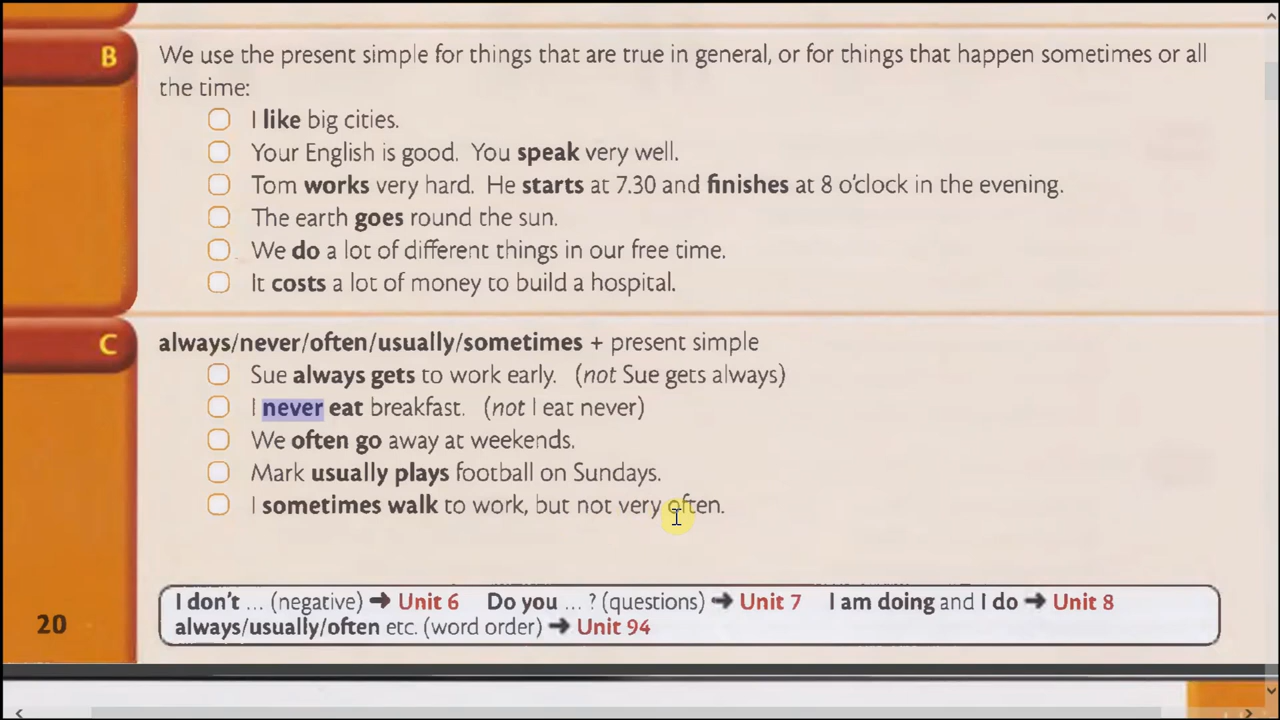 B
We use the present simple for things that are true in general, or for things that happen sometimes or all
the time:
I like big cities.
Your English is good. You speak very well.
Tom works very hard. He starts at 7.30 and finishes at 8 o'clock in the evening.
The earth goes round the sun.
We do a lot of different things in our free time.
It costs a lot of money to build a hospital.
C
always/never/often/usually/sometimes + present simple
Sue always gets to work early. (not Sue gets always)
I never eat breakfast. (not I eat never)
We often go away at weekends.
Mark usually plays football on Sundays.
I sometimes walk to work, but not very often.
I don't ... (negative) ➜ Unit 6 Do you ... ? (questions) ➜ Unit 7 I am doing and I do ➜ Unit 8
always/usually/often etc. (word order) ➜ Unit 94
20